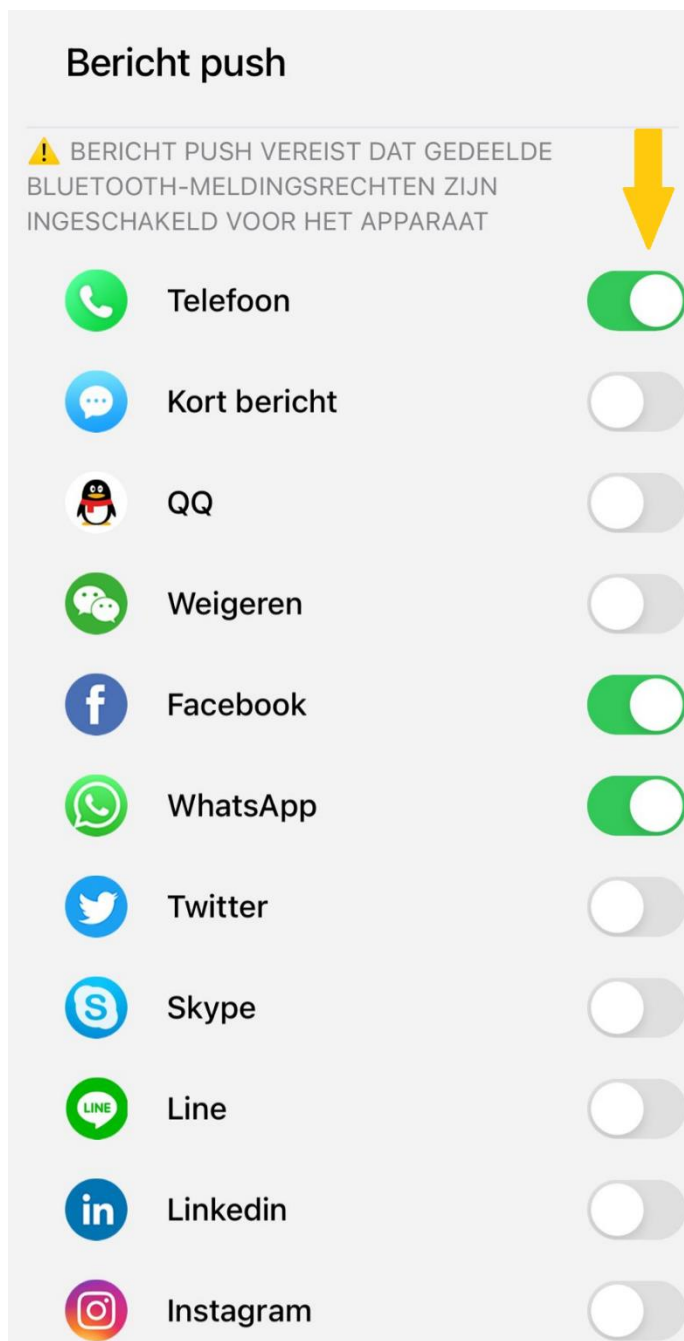 Bericht push
⚠️ BERICHT PUSH VEREIST DAT GEDEELDE
BLUETOOTH-MELDINGSRECHTEN ZIJN
INGESCHAKELD VOOR HET APPARAAT
Telefoon
Kort bericht
QQ
Weigeren
Facebook
WhatsApp
Twitter
Skype
LINE Line
Linkedin
Instagram